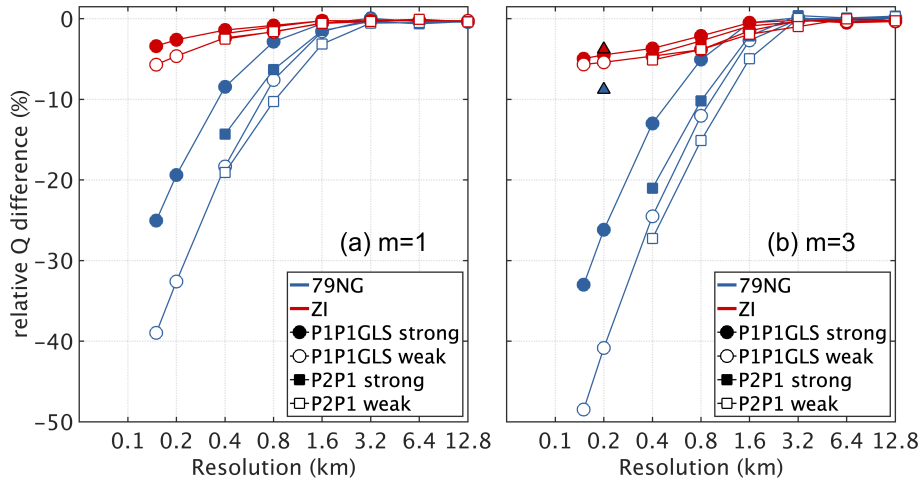 relative Q difference (%)
0
−10
−20
−30
−40
−50
(a) m=1
79NG
ZI
P1P1GLS strong
P1P1GLS weak
P2P1 strong
P2P1 weak
0.1 0.2 0.4 0.8 1.6 3.2 6.4 12.8
Resolution (km)
(b) m=3
79NG
ZI
P1P1GLS strong
P1P1GLS weak
P2P1 strong
P2P1 weak
0.1 0.2 0.4 0.8 1.6 3.2 6.4 12.8
Resolution (km)